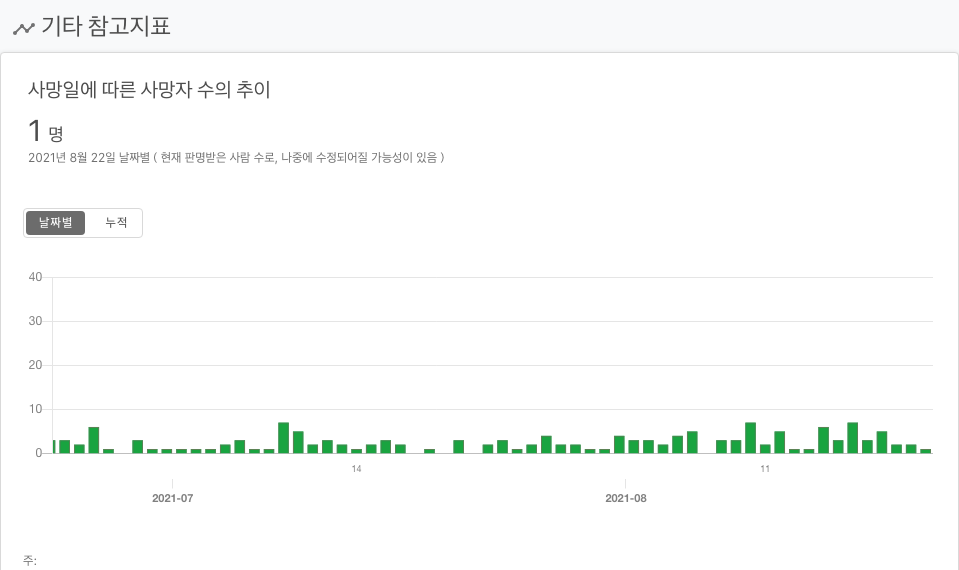 기타 참고지표
사망일에 따른 사망자 수의 추이
1 명
2021년 8월 22일 날짜별 ( 현재 판명받은 사람 수로, 나중에 수정되어질 가능성이 있음 )
날짜별 누적
40
30
20
10
0
14 11
2021-07 2021-08
주: